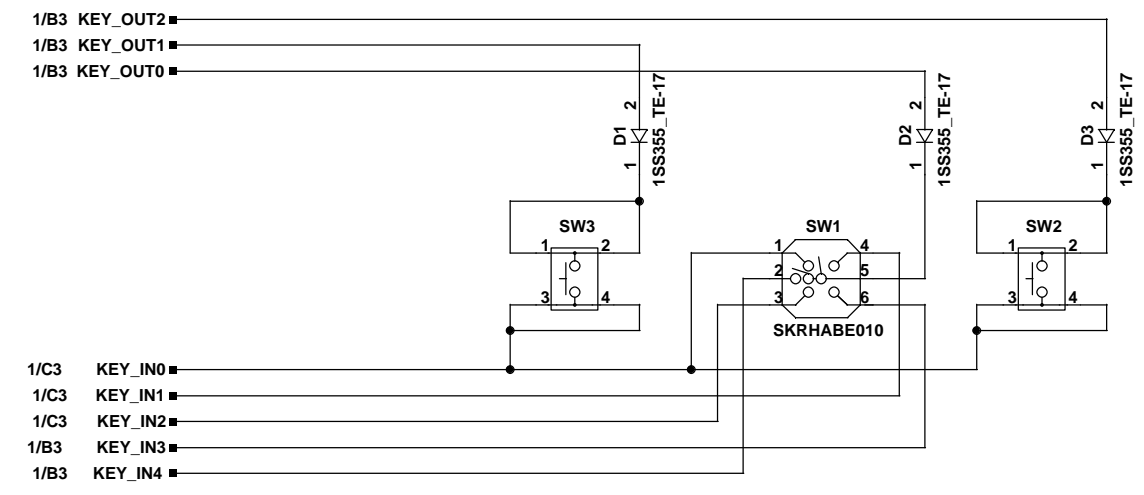 1/B3 KEY_OUT2
1/B3 KEY_OUT1
1/B3 KEY_OUT0
2
D1
1
1SS355_TE-17
2
D2
1
1SS355_TE-17
2
D3
1
1SS355_TE-17
SW3
1 2
3 4
SW1
1 4
2 5
3 6
SKRHABE010
SW2
1 2
3 4
1/C3 KEY_IN0
1/C3 KEY_IN1
1/C3 KEY_IN2
1/B3 KEY_IN3
1/B3 KEY_IN4